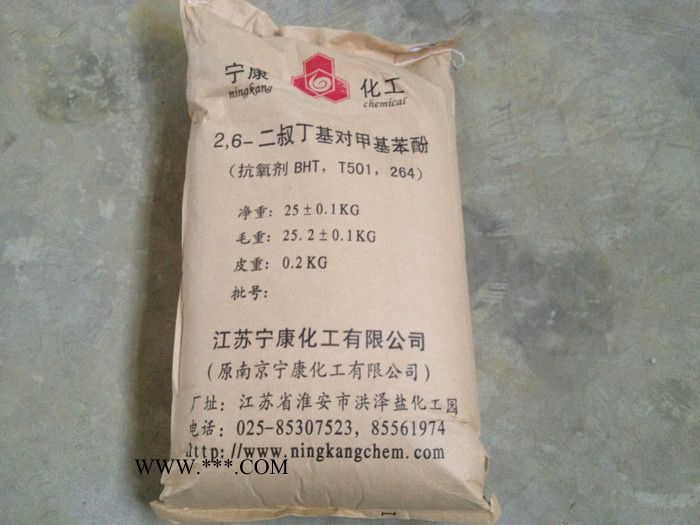 宁康 化工
ningkang chemical
2,6-二叔丁基对甲基苯酚
(抗氧剂 BHT, T501, 264)
净重: 25±0.1KG
毛重: 25.2±0.1KG
皮重: 0.2KG
批号:
江苏宁康化工有限公司
(原南京宁康化工有限公司)
厂址: 江苏省淮安市洪泽盐化工园
电话: 025-85307523, 85561974
http://www.ningkangchem.com
WWW.***.COM